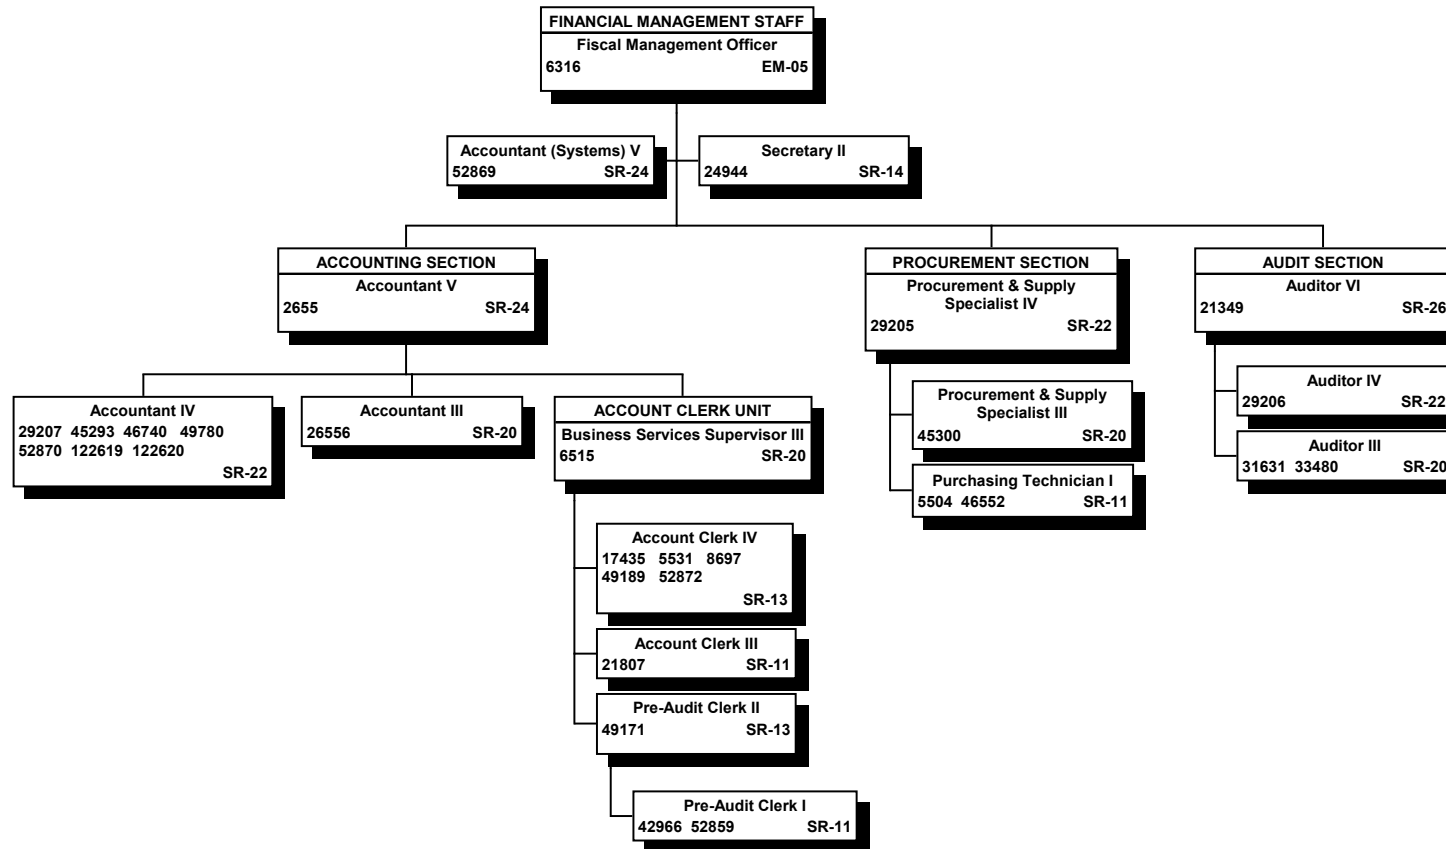 FINANCIAL MANAGEMENT STAFF
Fiscal Management Officer
6316 EM-05
Accountant (Systems) V
52869 SR-24
Secretary II
24944 SR-14
ACCOUNTING SECTION
Accountant V
2655 SR-24
PROCUREMENT SECTION
Procurement & Supply
Specialist IV
29205 SR-22
AUDIT SECTION
Auditor VI
21349 SR-26
Accountant IV
29207 45293 46740 49780
52870 122619 122620
SR-22
Accountant III
26556 SR-20
ACCOUNT CLERK UNIT
Business Services Supervisor III
6515 SR-20
Procurement & Supply
Specialist III
45300 SR-20
Purchasing Technician I
5504 46552 SR-11
Auditor IV
29206 SR-22
Auditor III
31631 33480 SR-20
Account Clerk IV
17435 5531 8697
49189 52872
SR-13
Account Clerk III
21807 SR-11
Pre-Audit Clerk II
49171 SR-13
Pre-Audit Clerk I
42966 52859 SR-11